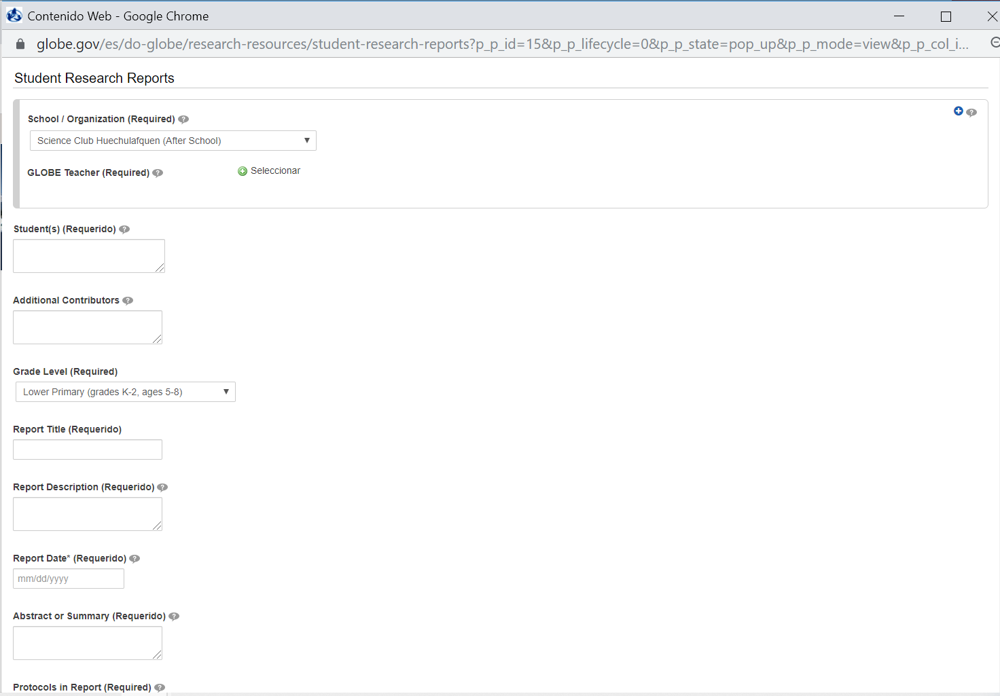 Contenido Web - Google Chrome
globe.gov/es/do-globe/research-resources/student-research-reports?p_p_id=15&p_p_lifecycle=0&p_p_state=pop_up&p_p_mode=view&p_p_col_i...
Student Research Reports
School / Organization (Required)
Science Club Huechulafquen (After School)
GLOBE Teacher (Required) Seleccionar
Student(s) (Requerido)
Additional Contributors
Grade Level (Required)
Lower Primary (grades K-2, ages 5-8)
Report Title (Requerido)
Report Description (Requerido)
Report Date* (Requerido)
mm/dd/yyyy
Abstract or Summary (Requerido)
Protocols in Report (Required)